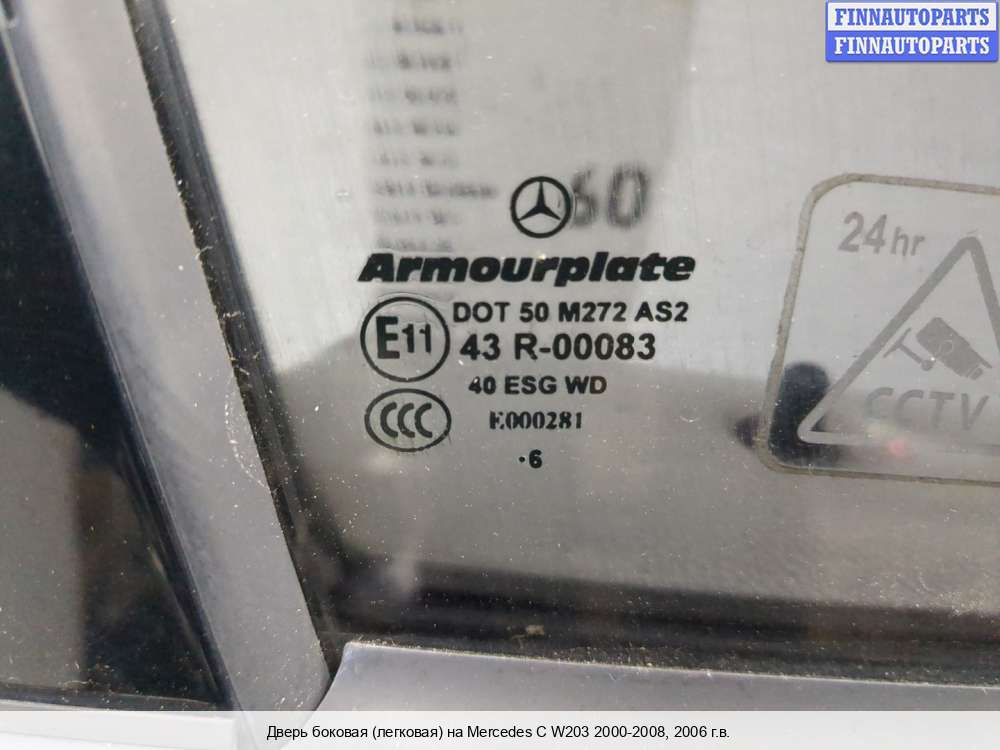 FINNAUTOPARTS
FINNAUTOPARTS
60
Armourplate
DOT 50 M272 AS2
E11
43 R-00083
40 ESG WD
CCC
E000281
·6
24hr
CCTV
Дверь боковая (легковая) на Mercedes C W203 2000-2008, 2006 г.в.